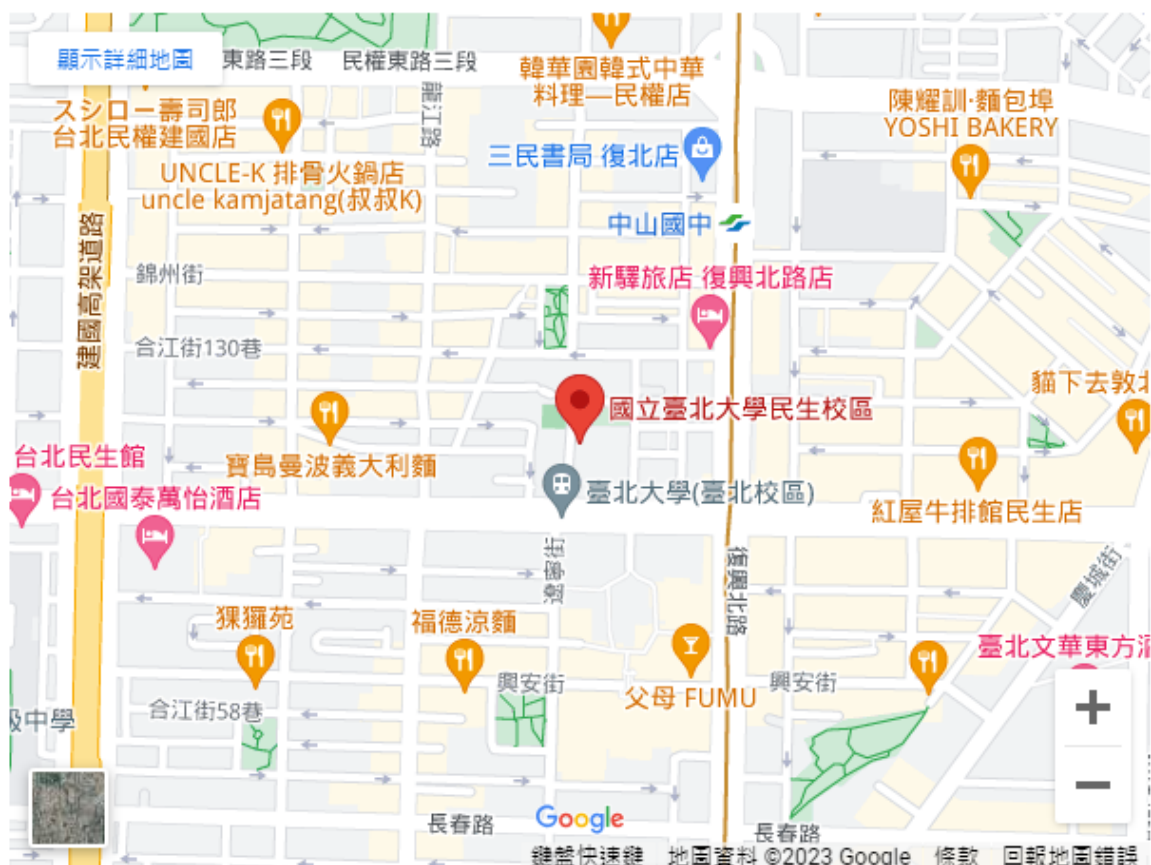 顯示詳細地圖
東路三段
民權東路三段
韓華園韓式中華
料理—民權店
スシロー壽司郎
台北民權建國店
龍江路
陳耀訓·麵包埠
YOSHI BAKERY
三民書局 復北店
UNCLE-K 排骨火鍋店
uncle kamjatang(叔叔K)
中山國中
建國高架道路
錦州街
新驛旅店 復興北路店
合江街130巷
貓下去敦北
國立臺北大學民生校區
台北民生館
寶島曼波義大利麵
台北國泰萬怡酒店
臺北大學(臺北校區)
紅屋牛排館民生店
遼寧街
復興北路
慶城街
猓玀苑
福德涼麵
臺北文華東方酒
興安街
興安街
父母 FUMU
級中學
合江街58巷
長春路
Google
長春路
鍵盤快速鍵 地圖資料 ©2023 Google 條款 回報地圖錯誤